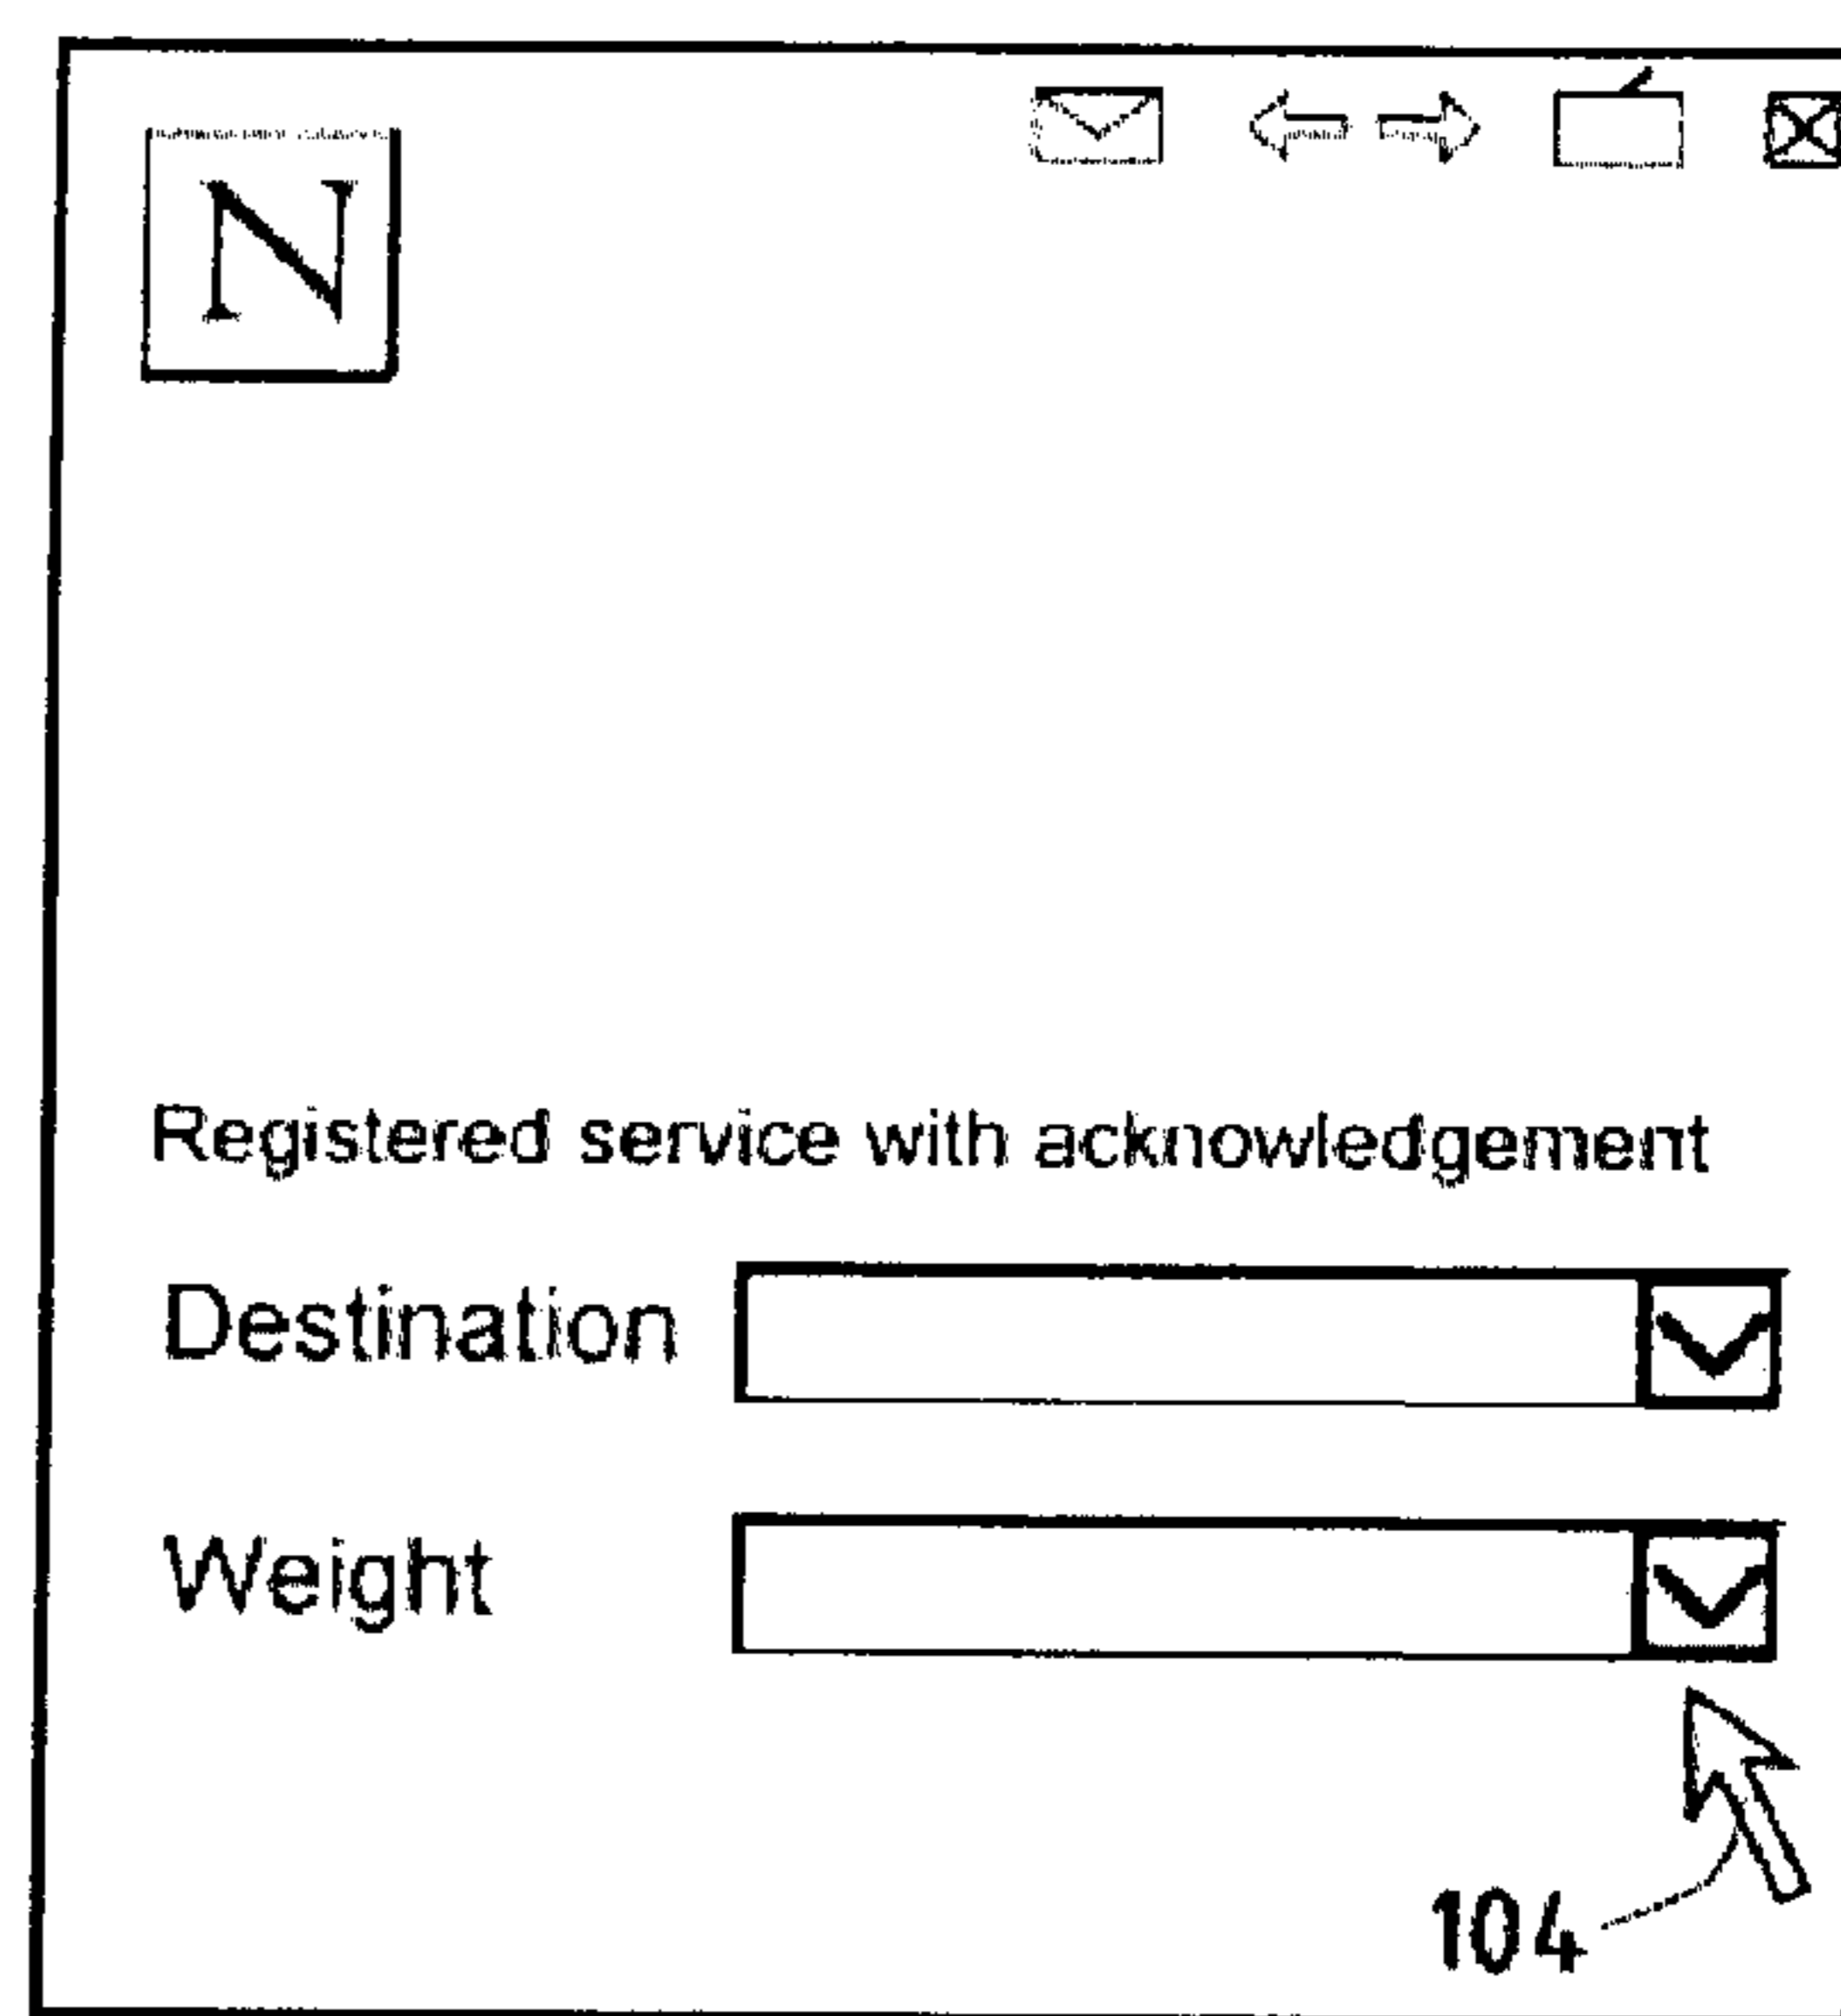 N
Registered service with acknowledgement
Destination
Weight
104